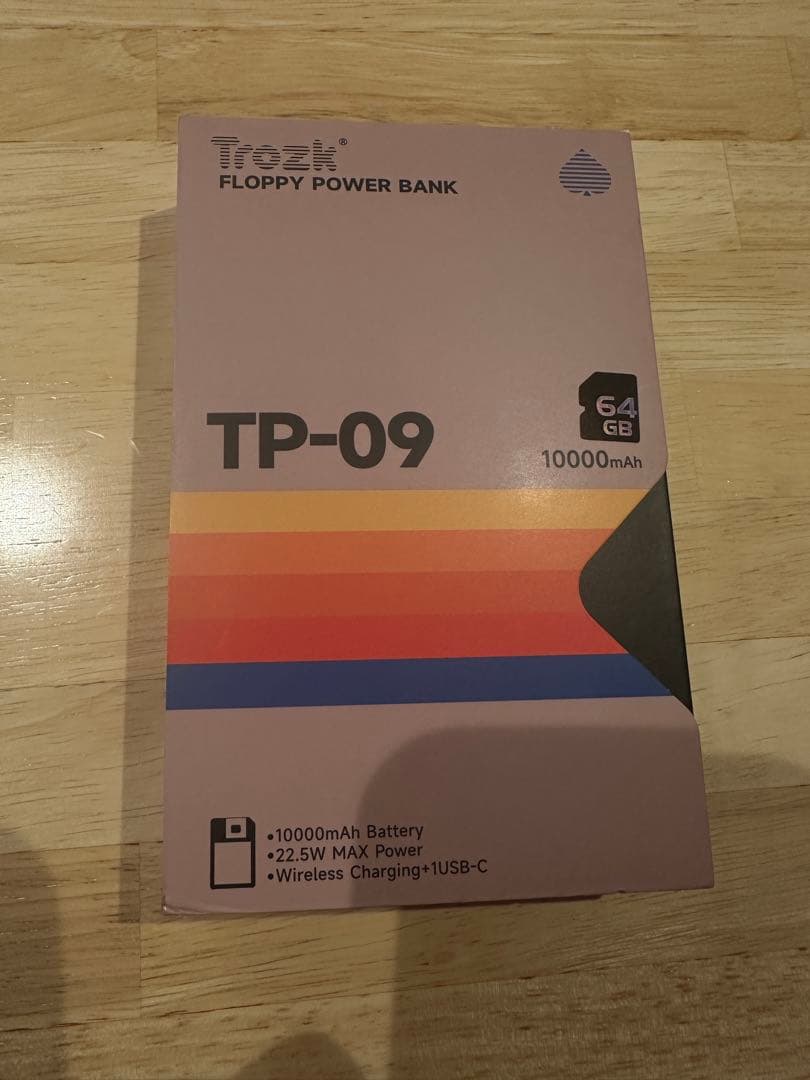 Trozk®
FLOPPY POWER BANK
64
GB
TP-09
10000mAh
•10000mAh Battery
•22.5W MAX Power
•Wireless Charging+1USB-C